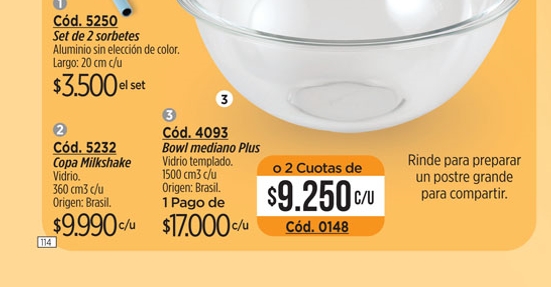 1
Cód. 5250
Set de 2 sorbetes
Aluminio sin elección de color.
Largo: 20 cm c/u
$3.500 el set
2
Cód. 5232
Copa Milkshake
Vidrio.
360 cm3 c/u
Origen: Brasil.
$9.990 c/u
3
3
Cód. 4093
Bowl mediano Plus
Vidrio templado.
1500 cm3 c/u
Origen: Brasil.
1 Pago de
$17.000 c/u
o 2 Cuotas de
$9.250 C/U
Cód. 0148
Rinde para preparar
un postre grande
para compartir.
114